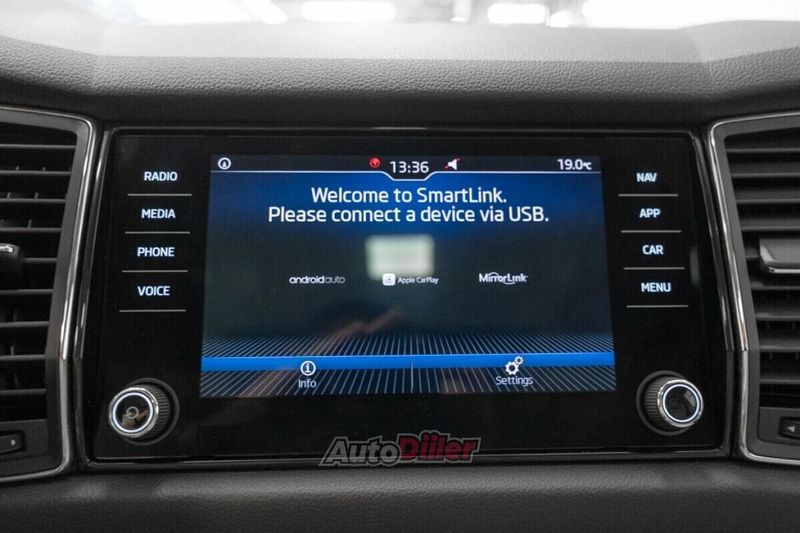 RADIO
MEDIA
PHONE
VOICE
13:36
19.0℃
Welcome to SmartLink.
Please connect a device via USB.
androidauto
Apple CarPlay
MirrorLink
Info
Settings
NAV
APP
CAR
MENU
AutoDiler